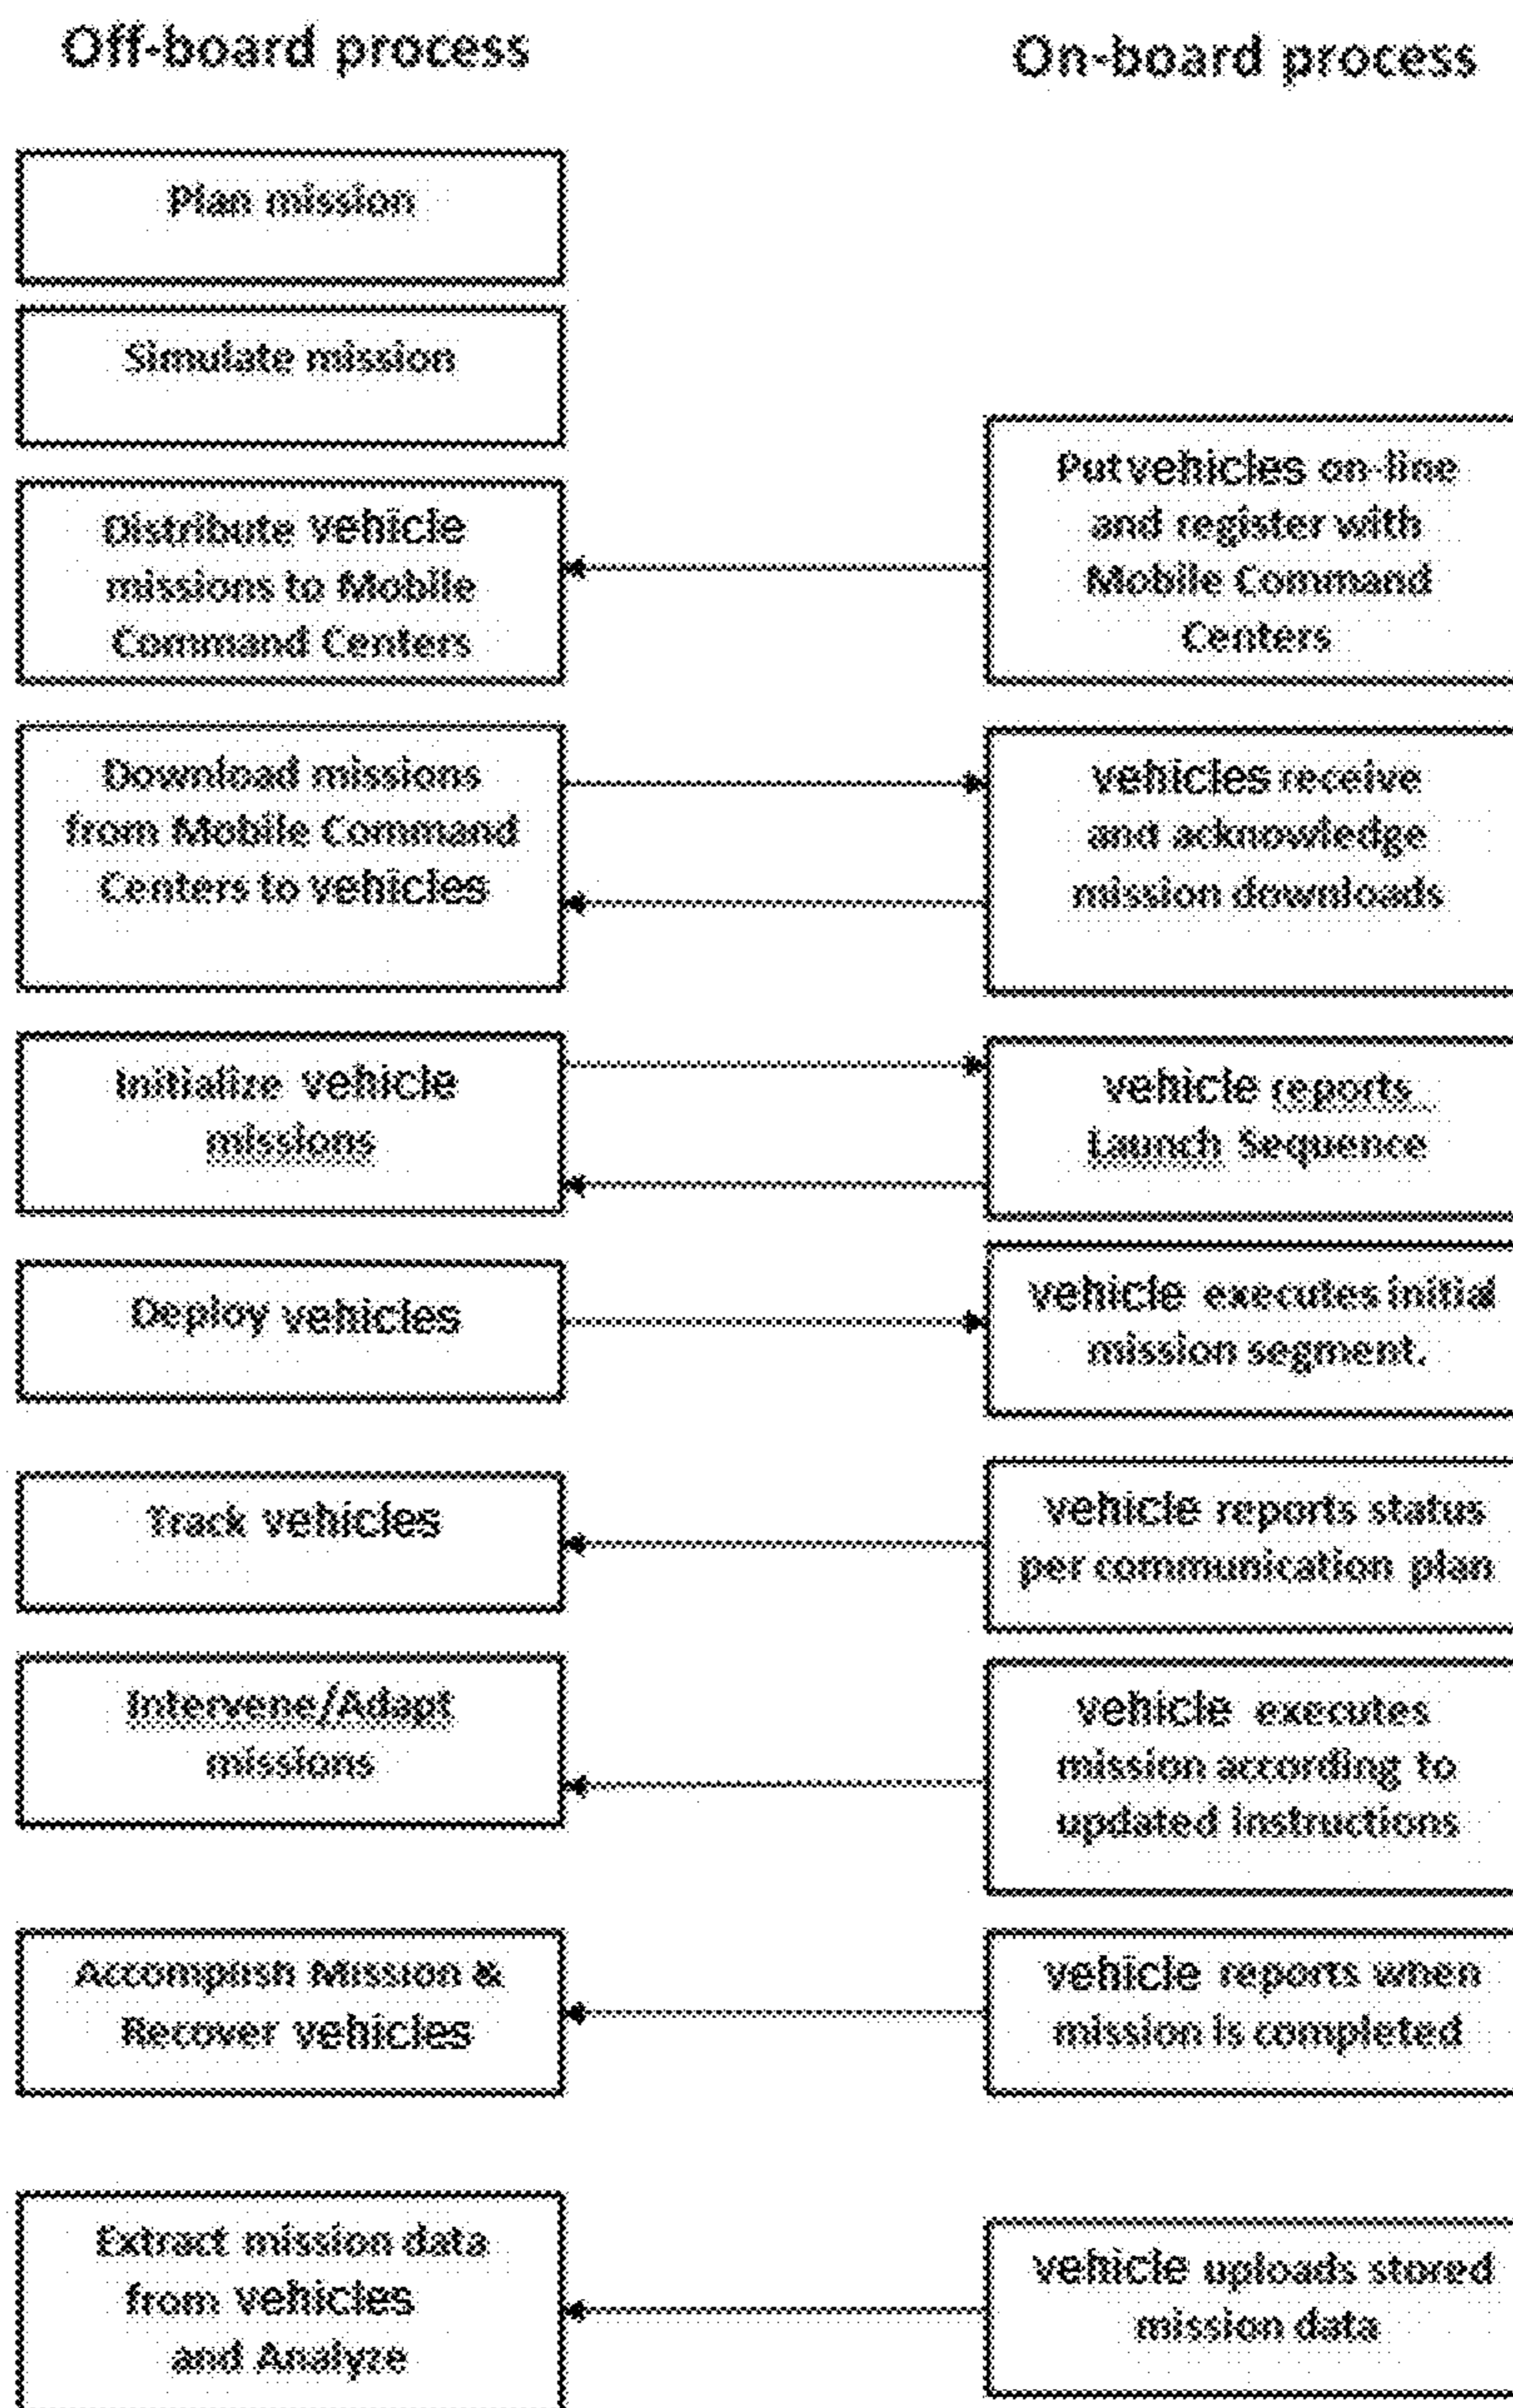 Off-board process
On-board process
Plan mission
Simulate mission
Distribute vehicle
missions to Mobile
Command Centers
Put vehicles on-line
and register with
Mobile Command
Centers
Download missions
from Mobile Command
Centers to vehicles
vehicles receive
and acknowledge
mission downloads
Initialize vehicle
missions
vehicle reports
Launch Sequence
Deploy vehicles
vehicle executes initial
mission segment.
Track vehicles
vehicle reports status
per communication plan
Intervene/Adapt
missions
vehicle executes
mission according to
updated instructions
Accomplish Mission &
Recover vehicles
vehicle reports when
mission is completed
Extract mission data
from vehicles
and Analyze
vehicle uploads stored
mission data